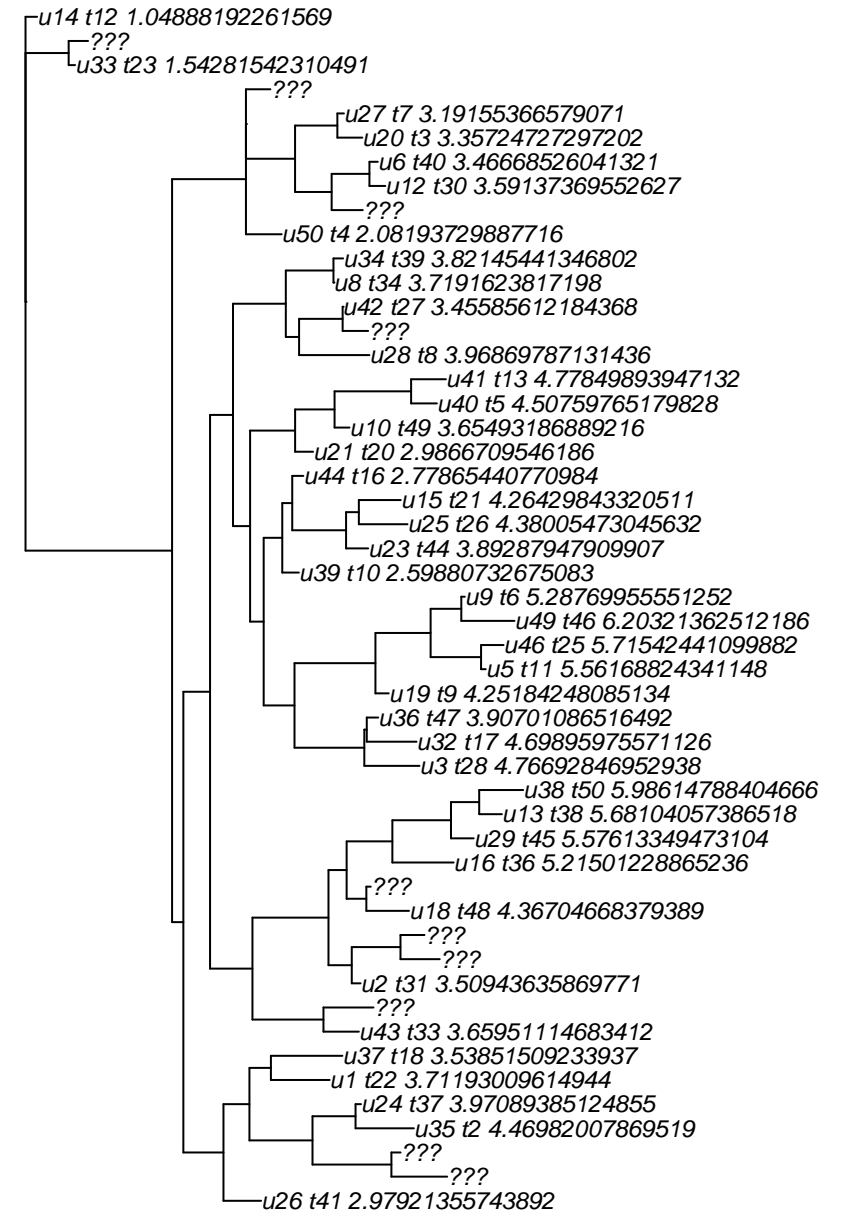 u14 t12 1.04888192261569
???
u33 t23 1.54281542310491
???
u27 t7 3.19155366579071
u20 t3 3.35724727297202
u6 t40 3.46668526041321
u12 t30 3.59137369552627
???
u50 t4 2.08193729887716
u34 t39 3.82145441346802
u8 t34 3.7191623817198
u42 t27 3.45585612184368
???
u28 t8 3.96869787131436
u41 t13 4.77849893947132
u40 t5 4.50759765179828
u10 t49 3.65493186889216
u21 t20 2.9866709546186
u44 t16 2.77865440770984
u15 t21 4.26429843320511
u25 t26 4.38005473045632
u23 t44 3.89287947909907
u39 t10 2.59880732675083
u9 t6 5.28769955551252
u49 t46 6.20321362512186
u46 t25 5.71542441099882
u5 t11 5.56168824341148
u19 t9 4.25184248085134
u36 t47 3.90701086516492
u32 t17 4.69895975571126
u3 t28 4.76692846952938
u38 t50 5.98614788404666
u13 t38 5.68104057386518
u29 t45 5.57613349473104
u16 t36 5.21501228865236
???
u18 t48 4.36704668379389
???
???
u2 t31 3.50943635869771
???
u43 t33 3.65951114683412
u37 t18 3.53851509233937
u1 t22 3.71193009614944
u24 t37 3.97089385124855
u35 t2 4.46982007869519
???
???
u26 t41 2.97921355743892